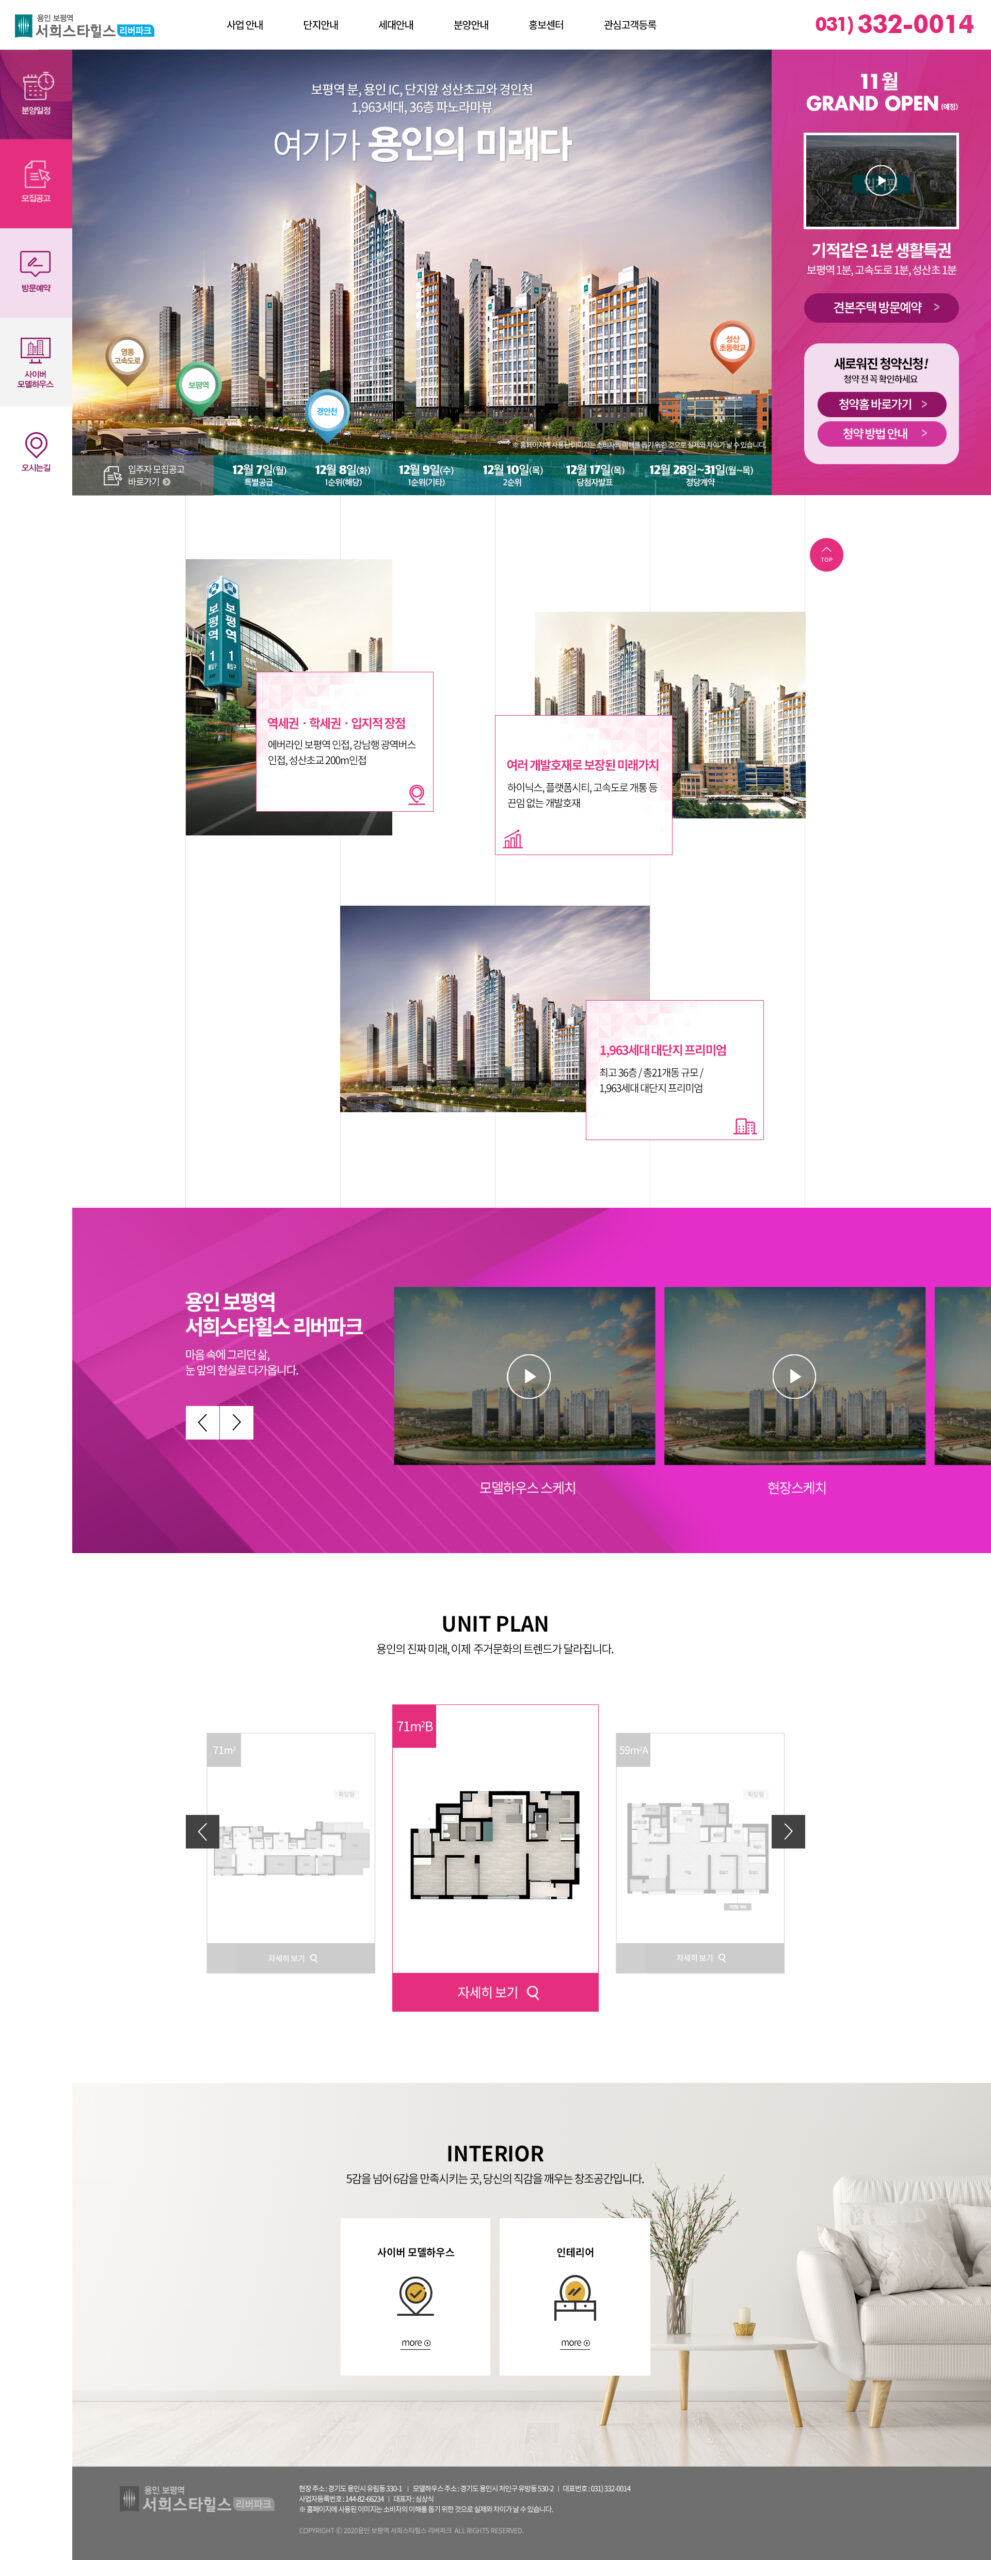 용인 보평역
서희스타힐스 리버파크
사업 안내
단지안내
세대안내
분양안내
홍보센터
관심고객등록
031) 332-0014
분양일정
모집공고
방문예약
사이버
모델하우스
오시는길
보평역 분, 용인 IC, 단지앞 성산초교와 경인천
1,963세대, 36층 파노라마뷰
여기가 용인의 미래다
영동
고속도로
보평역
경안천
성산
초등학교
※ 홈페이지에 사용된 이미지는 소비자의 이해를 돕기 위한 것으로 실제와 차이가 날 수 있습니다.
입주자 모집공고
바로가기
12월 7일(월)
특별공급
12월 8일(화)
1순위(해당)
12월 9일(수)
1순위(기타)
12월 10일(목)
2순위
12월 17일(목)
당첨자발표
12월 28일~31일(월~목)
정당계약
11월
GRAND OPEN (예정)
입지편
기적같은 1분 생활특권
보평역 1분, 고속도로 1분, 성산초 1분
견본주택 방문예약 >
새로워진 청약신청!
청약 전 꼭 확인하세요
청약홈 바로가기 >
청약 방법 안내 >
TOP
보평역
1
보평역
1
역세권 · 학세권 · 입지적 장점
에버라인 보평역 인접, 강남행 광역버스
인접, 성산초교 200m인접
여러 개발호재로 보장된 미래가치
하이닉스, 플랫폼시티, 고속도로 개통 등
끈임 없는 개발호재
1,963세대 대단지 프리미엄
최고 36층 / 총21개동 규모 /
1,963세대 대단지 프리미엄
용인 보평역
서희스타힐스 리버파크
마음 속에 그리던 삶,
눈 앞의 현실로 다가옵니다.
모델하우스 스케치
현장스케치
UNIT PLAN
용인의 진짜 미래, 이제 주거문화의 트렌드가 달라집니다.
71m²
확장형
자세히 보기
71m²B
자세히 보기
59m²A
확장형
자세히 보기
INTERIOR
5감을 넘어 6감을 만족시키는 곳, 당신의 직감을 깨우는 창조공간입니다.
사이버 모델하우스
more
인테리어
more
용인 보평역
서희스타힐스 리버파크
현장 주소 : 경기도 용인시 유림동 330-1 | 모델하우스 주소 : 경기도 용인시 처인구 유방동 530-2 | 대표번호 : 031) 332-0014
사업자등록번호 : 144-82-66234 | 대표자 : 심상식
※ 홈페이지에 사용된 이미지는 소비자의 이해를 돕기 위한 것으로 실제와 차이가 날 수 있습니다.
COPYRIGHT ⓒ 2020용인 보평역 서희스타힐스 리버파크 ALL RIGHTS RESERVED.